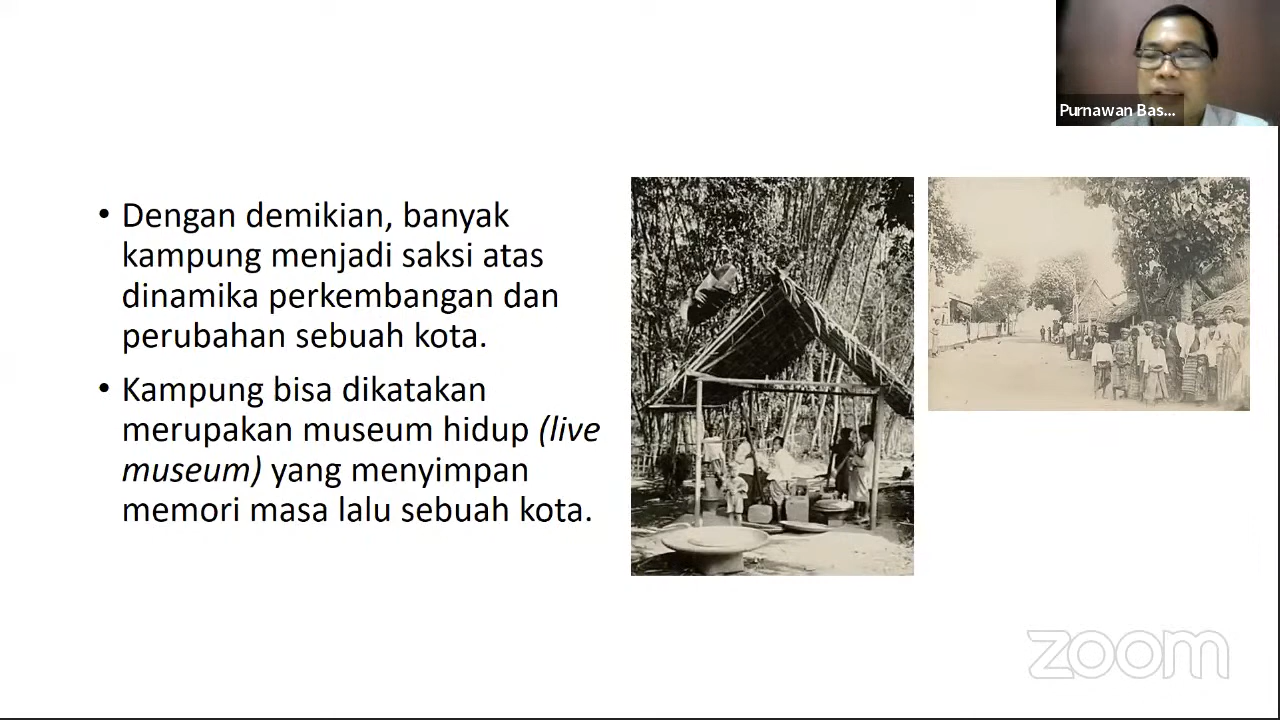 Purnawan Bas...
• Dengan demikian, banyak
kampung menjadi saksi atas
dinamika perkembangan dan
perubahan sebuah kota.
• Kampung bisa dikatakan
merupakan museum hidup (live
museum) yang menyimpan
memori masa lalu sebuah kota.
zoom